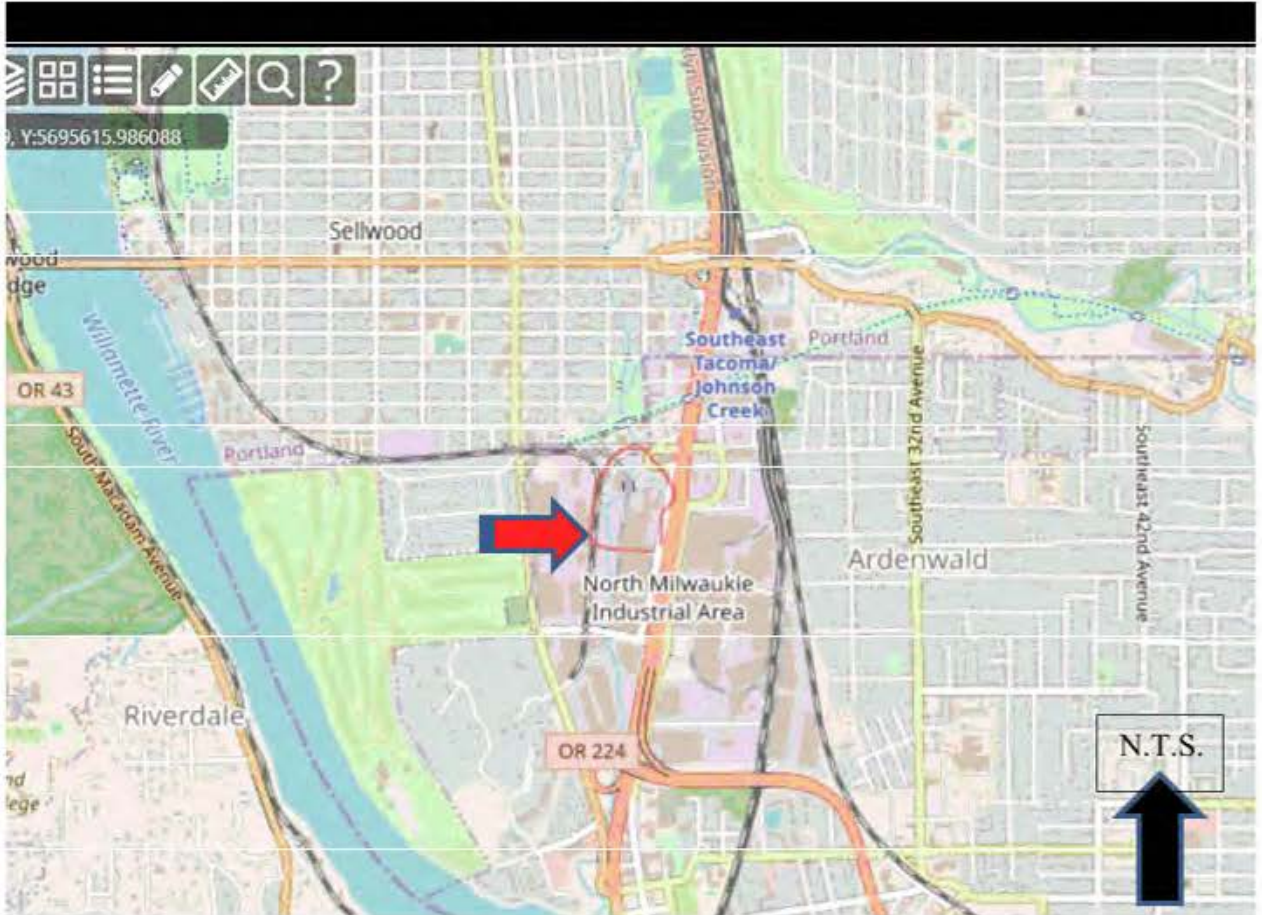 ?
Y:5695615.986088
Sellwood
Willamette River
OR 43
South Macadam Avenue
Portland
Southeast
Tacoma/
Johnson
Creek
Portland
Southeast 32nd Avenue
Southeast 42nd Avenue
Ardenwald
North Milwaukie
Industrial Area
Riverdale
OR 224
N.T.S.